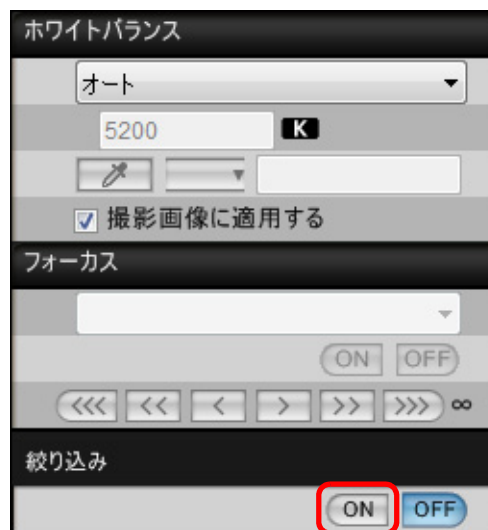 ホワイトバランス
オート
5200 K
撮影画像に適用する
フォーカス
ON OFF
<<< << < > >> >>> ∞
絞り込み
ON OFF